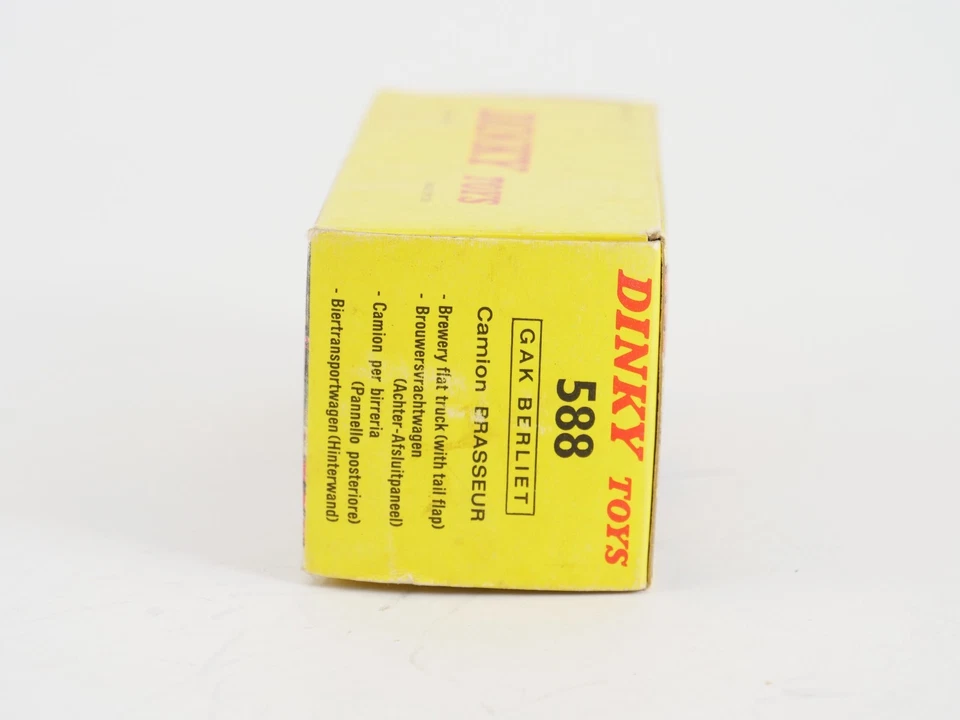 DINKY TOYS
588
GAK BERLIET
Camion BRASSEUR
- Brewery flat truck (with tail flap)
- Brouwersvrachtwagen
(Achter-Afsluitpaneel)
- Camion per birreria
(Pannello posteriore)
- Biertransportwagen (Hinterwand)
DINKY TOYS